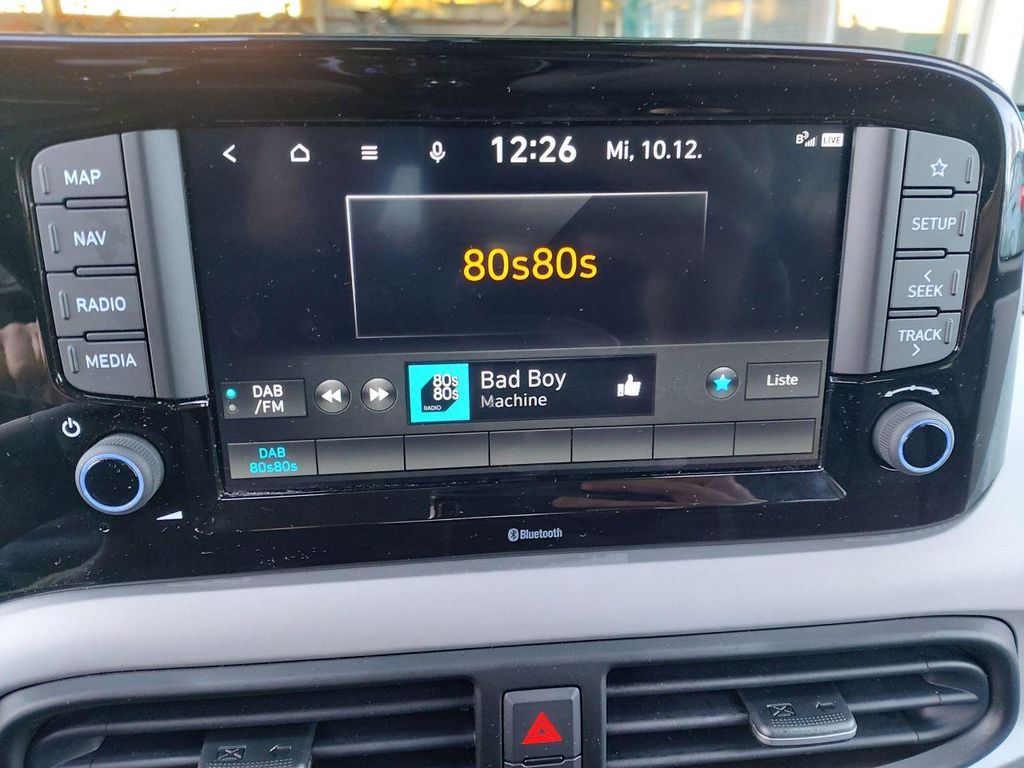 12:26 Mi, 10.12. B LIVE
MAP
NAV
RADIO
MEDIA
SETUP
SEEK
TRACK
80s80s
DAB
/FM
80s
80s
RADIO
Bad Boy
Machine
Liste
DAB
80s80s
Bluetooth